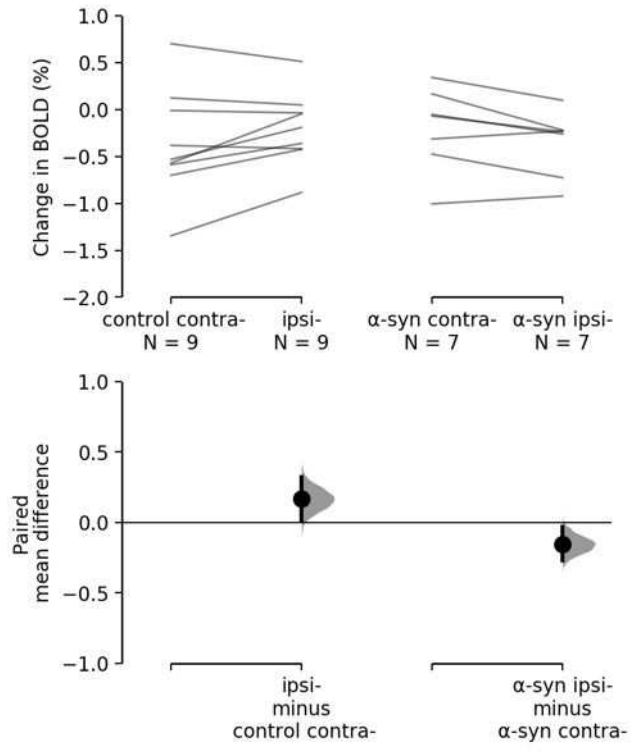 1.0
0.5
0.0
−0.5
−1.0
−1.5
−2.0
Change in BOLD (%)
control contra-
N = 9
ipsi-
N = 9
α-syn contra-
N = 7
α-syn ipsi-
N = 7
1.0
0.5
0.0
−0.5
−1.0
Paired
mean difference
ipsi-
minus
control contra-
α-syn ipsi-
minus
α-syn contra-